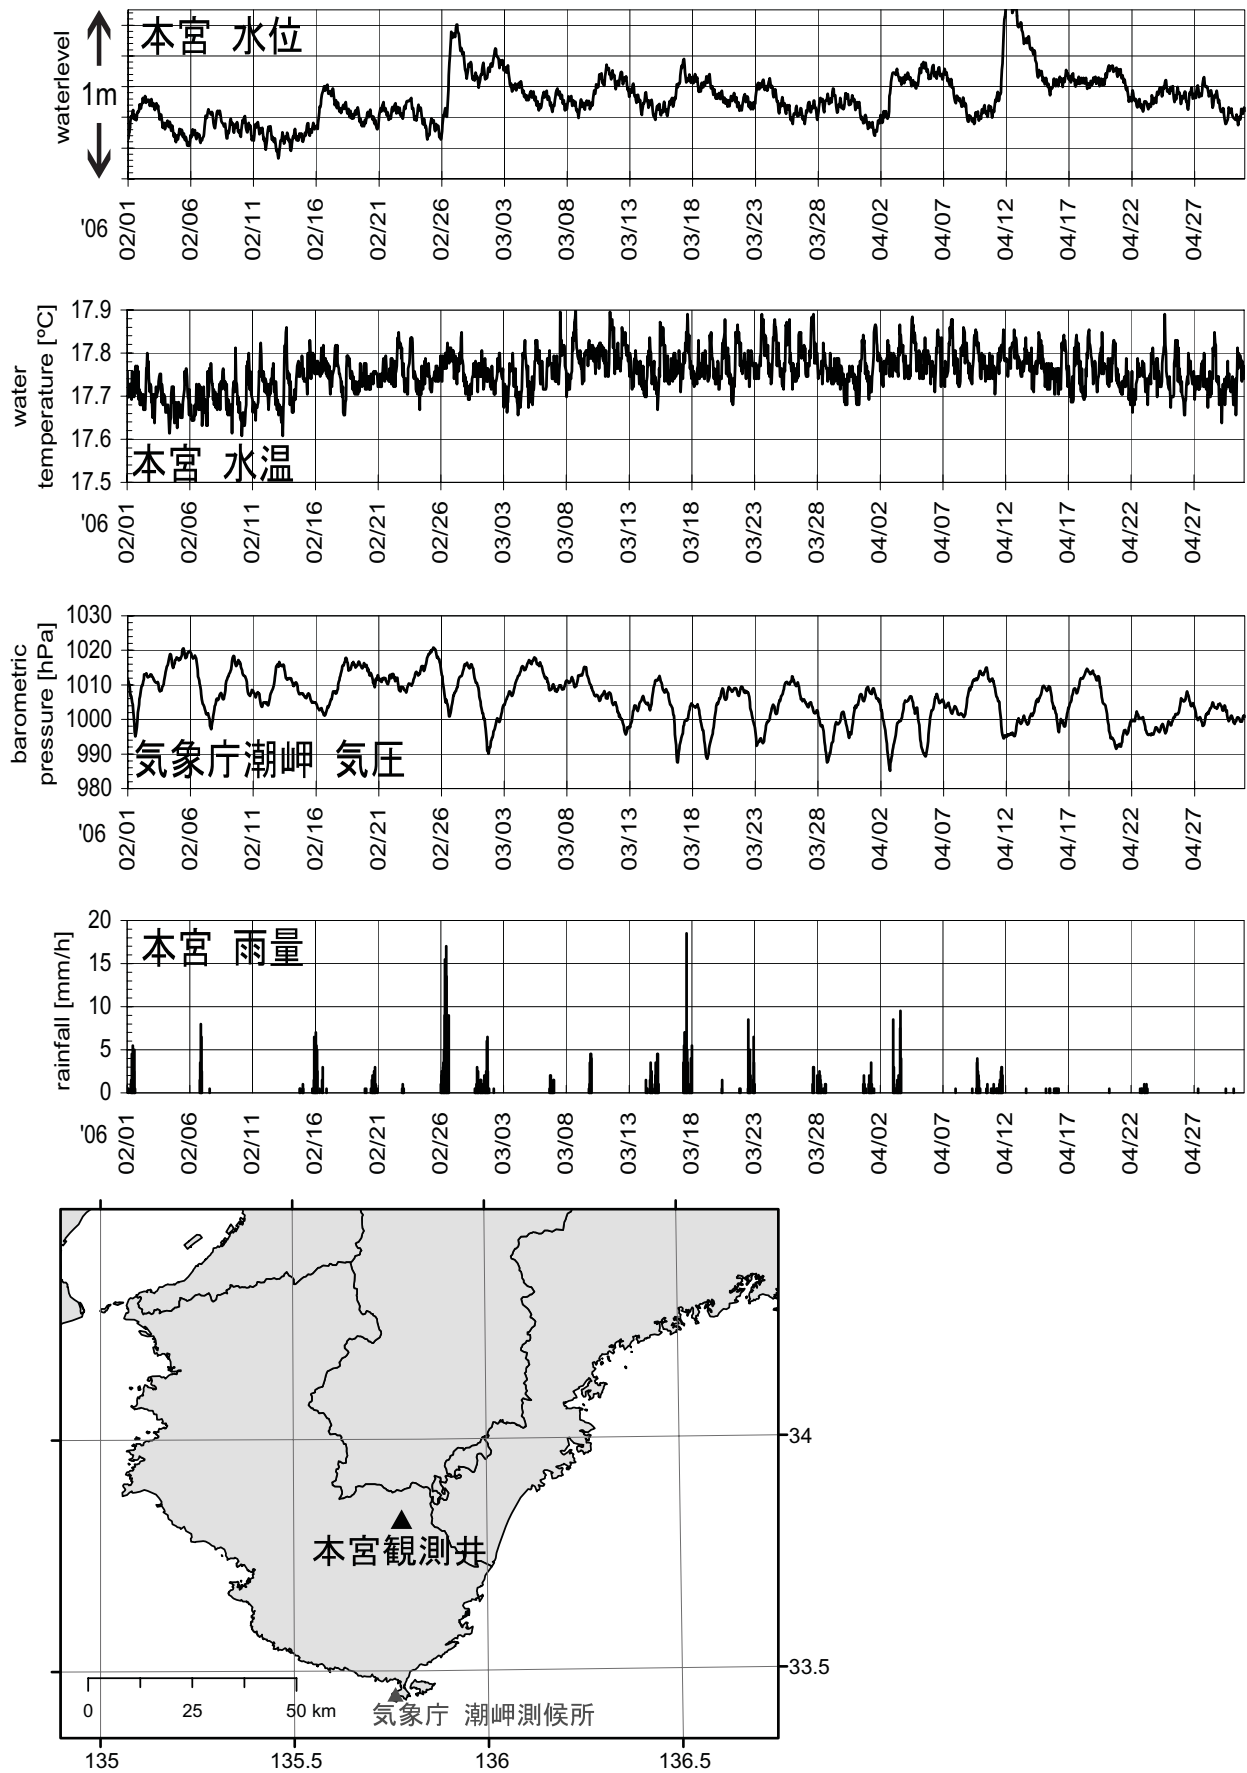 本宮 水位
waterlevel
1m
'06
02/01 02/06 02/11 02/16 02/21 02/26 03/03 03/08 03/13 03/18 03/23 03/28 04/02 04/07 04/12 04/17 04/22 04/27
water
temperature [℃]
17.9
17.8
17.7
17.6
17.5
本宮 水温
'06
02/01 02/06 02/11 02/16 02/21 02/26 03/03 03/08 03/13 03/18 03/23 03/28 04/02 04/07 04/12 04/17 04/22 04/27
barometric
pressure [hPa]
1030
1020
1010
1000
990
980
気象庁潮岬 気圧
'06
02/01 02/06 02/11 02/16 02/21 02/26 03/03 03/08 03/13 03/18 03/23 03/28 04/02 04/07 04/12 04/17 04/22 04/27
rainfall [mm/h]
20
15
10
5
0
本宮 雨量
'06
02/01 02/06 02/11 02/16 02/21 02/26 03/03 03/08 03/13 03/18 03/23 03/28 04/02 04/07 04/12 04/17 04/22 04/27
34
本宮観測井
33.5
0 25 50 km
気象庁 潮岬測候所
135 135.5 136 136.5